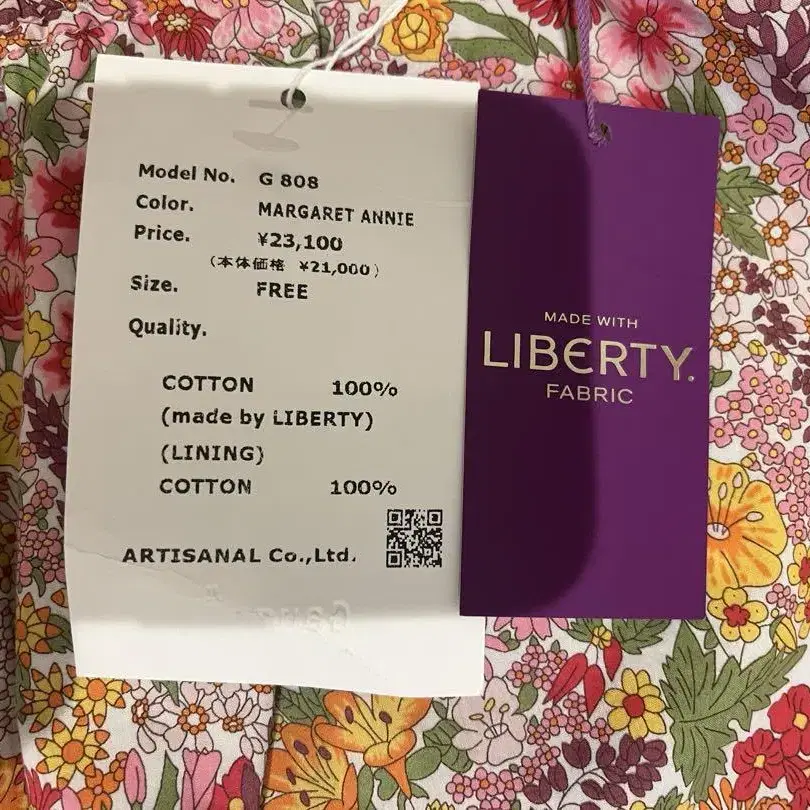 Model No. G 808
Color. MARGARET ANNIE
Price. ¥23,100
(本体価格 ¥21,000)
Size. FREE
Quality.
COTTON 100%
(made by LIBERTY)
(LINING)
COTTON 100%
ARTISANAL Co.,Ltd.
MADE WITH
LIBERTY.
FABRIC